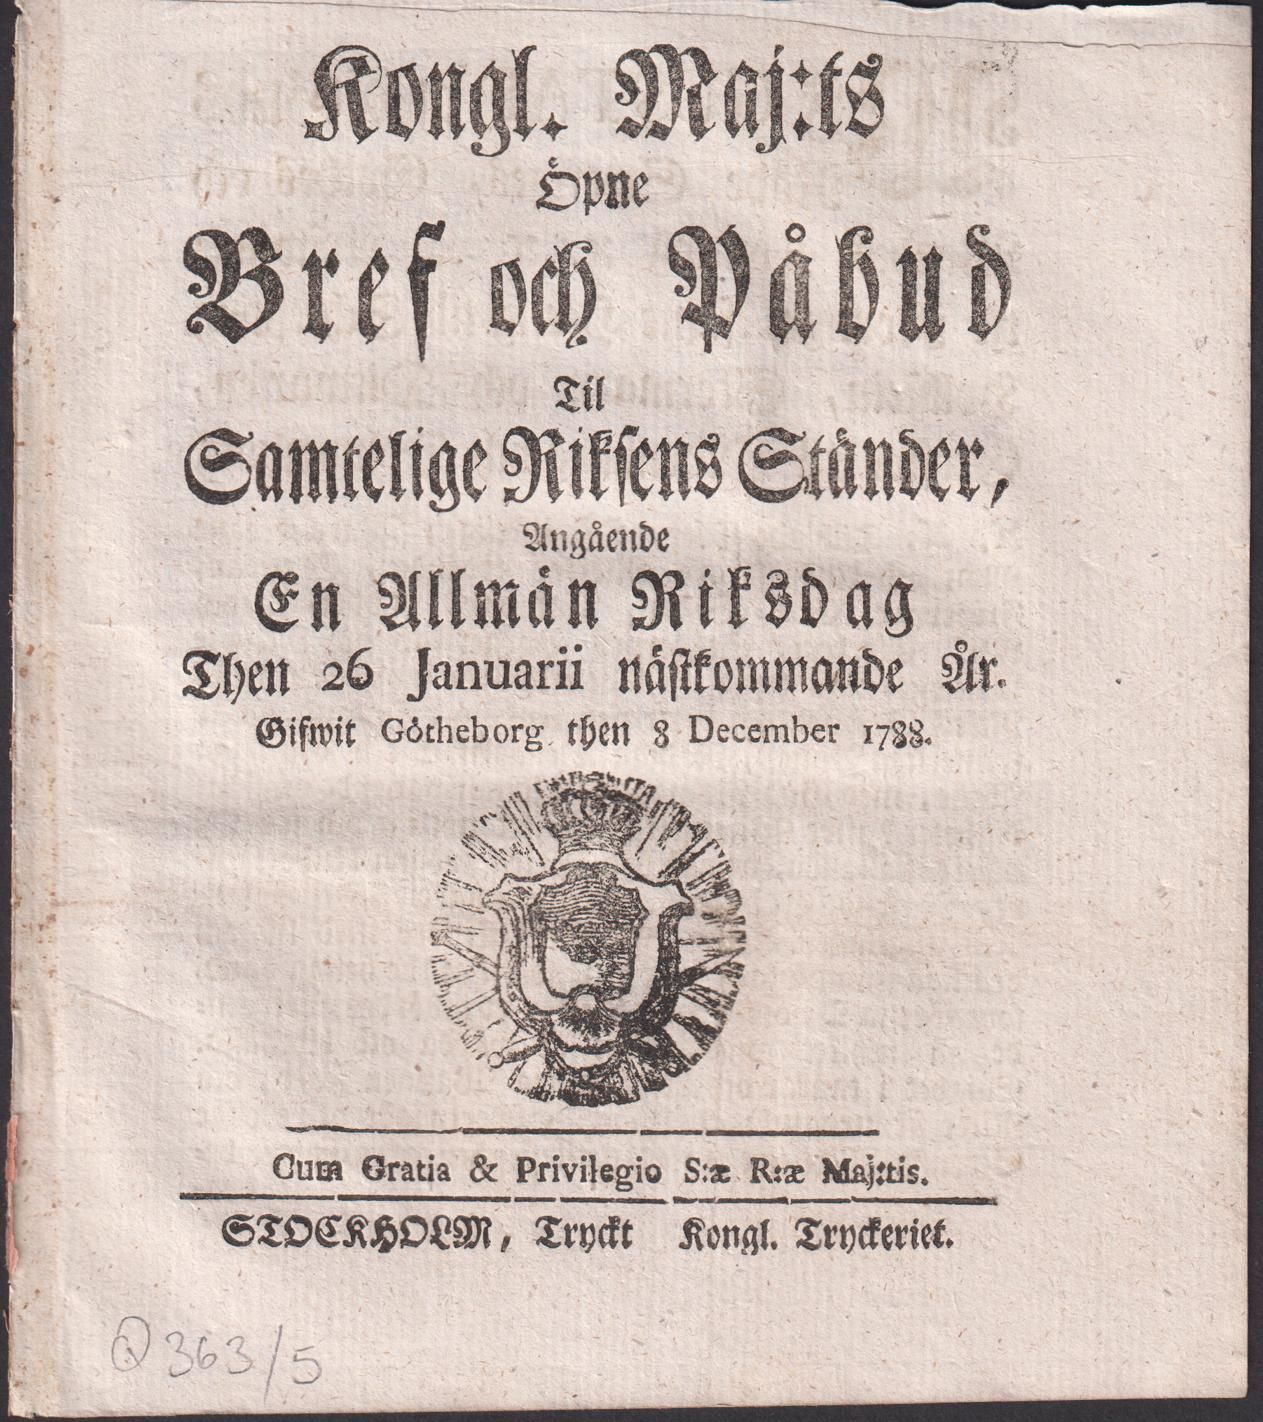 Kongl. Maj:ts
Öpne
Bref och Påbud
Til
Samtelige Riksens Ständer,
Angående
En Allmän Riksdag
Then 26 Januarii nästkommande År.
Gifwit Götheborg then 8 December 1788.
Cum Gratia & Privilegio S:æ R:æ Maj:tis.
STOCKHOLM, Tryckt Kongl. Tryckeriet.
Q 363/5